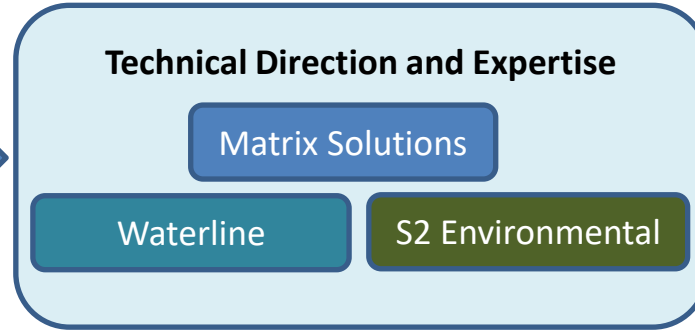 Technical Direction and Expertise
Matrix Solutions
Waterline
S2 Environmental